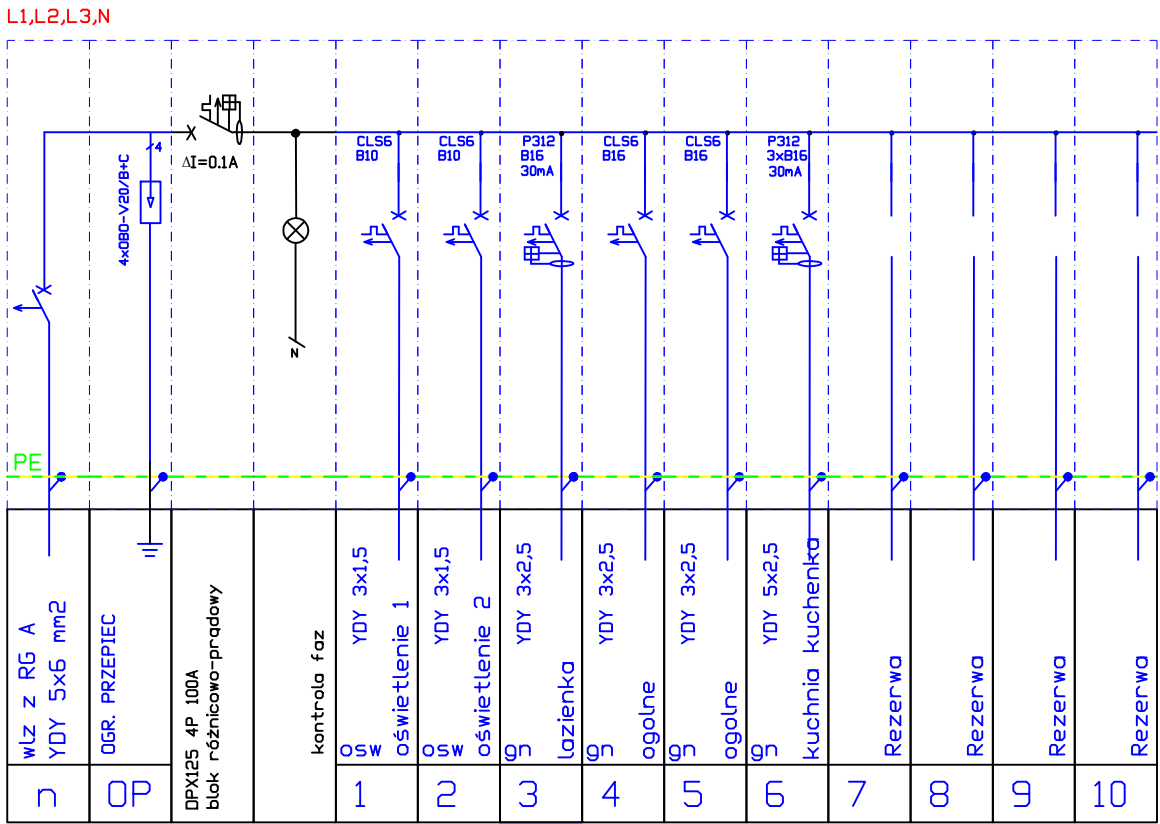 L1,L2,L3,N
4x0B0-V20/B+C
4
ΔI=0.1A
N
CLS6
B10
CLS6
B10
P312
B16
30mA
CLS6
B16
CLS6
B16
P312
3xB16
30mA
PE
wlz z RG A
YDY 5x6 mm2
OGR. PRZEPIEC
DPX125 4P 100A
blok różnicowo-prądowy
kontrola faz
YDY 3x1,5
osw
oświetlenie 1
YDY 3x1,5
osw
oświetlenie 2
YDY 3x2,5
gn
lazienka
YDY 3x2,5
gn
ogolne
YDY 3x2,5
gn
ogolne
YDY 5x2,5
gn
kuchnia kuchenka
Rezerwa
Rezerwa
Rezerwa
Rezerwa
n
OP
1
2
3
4
5
6
7
8
9
10